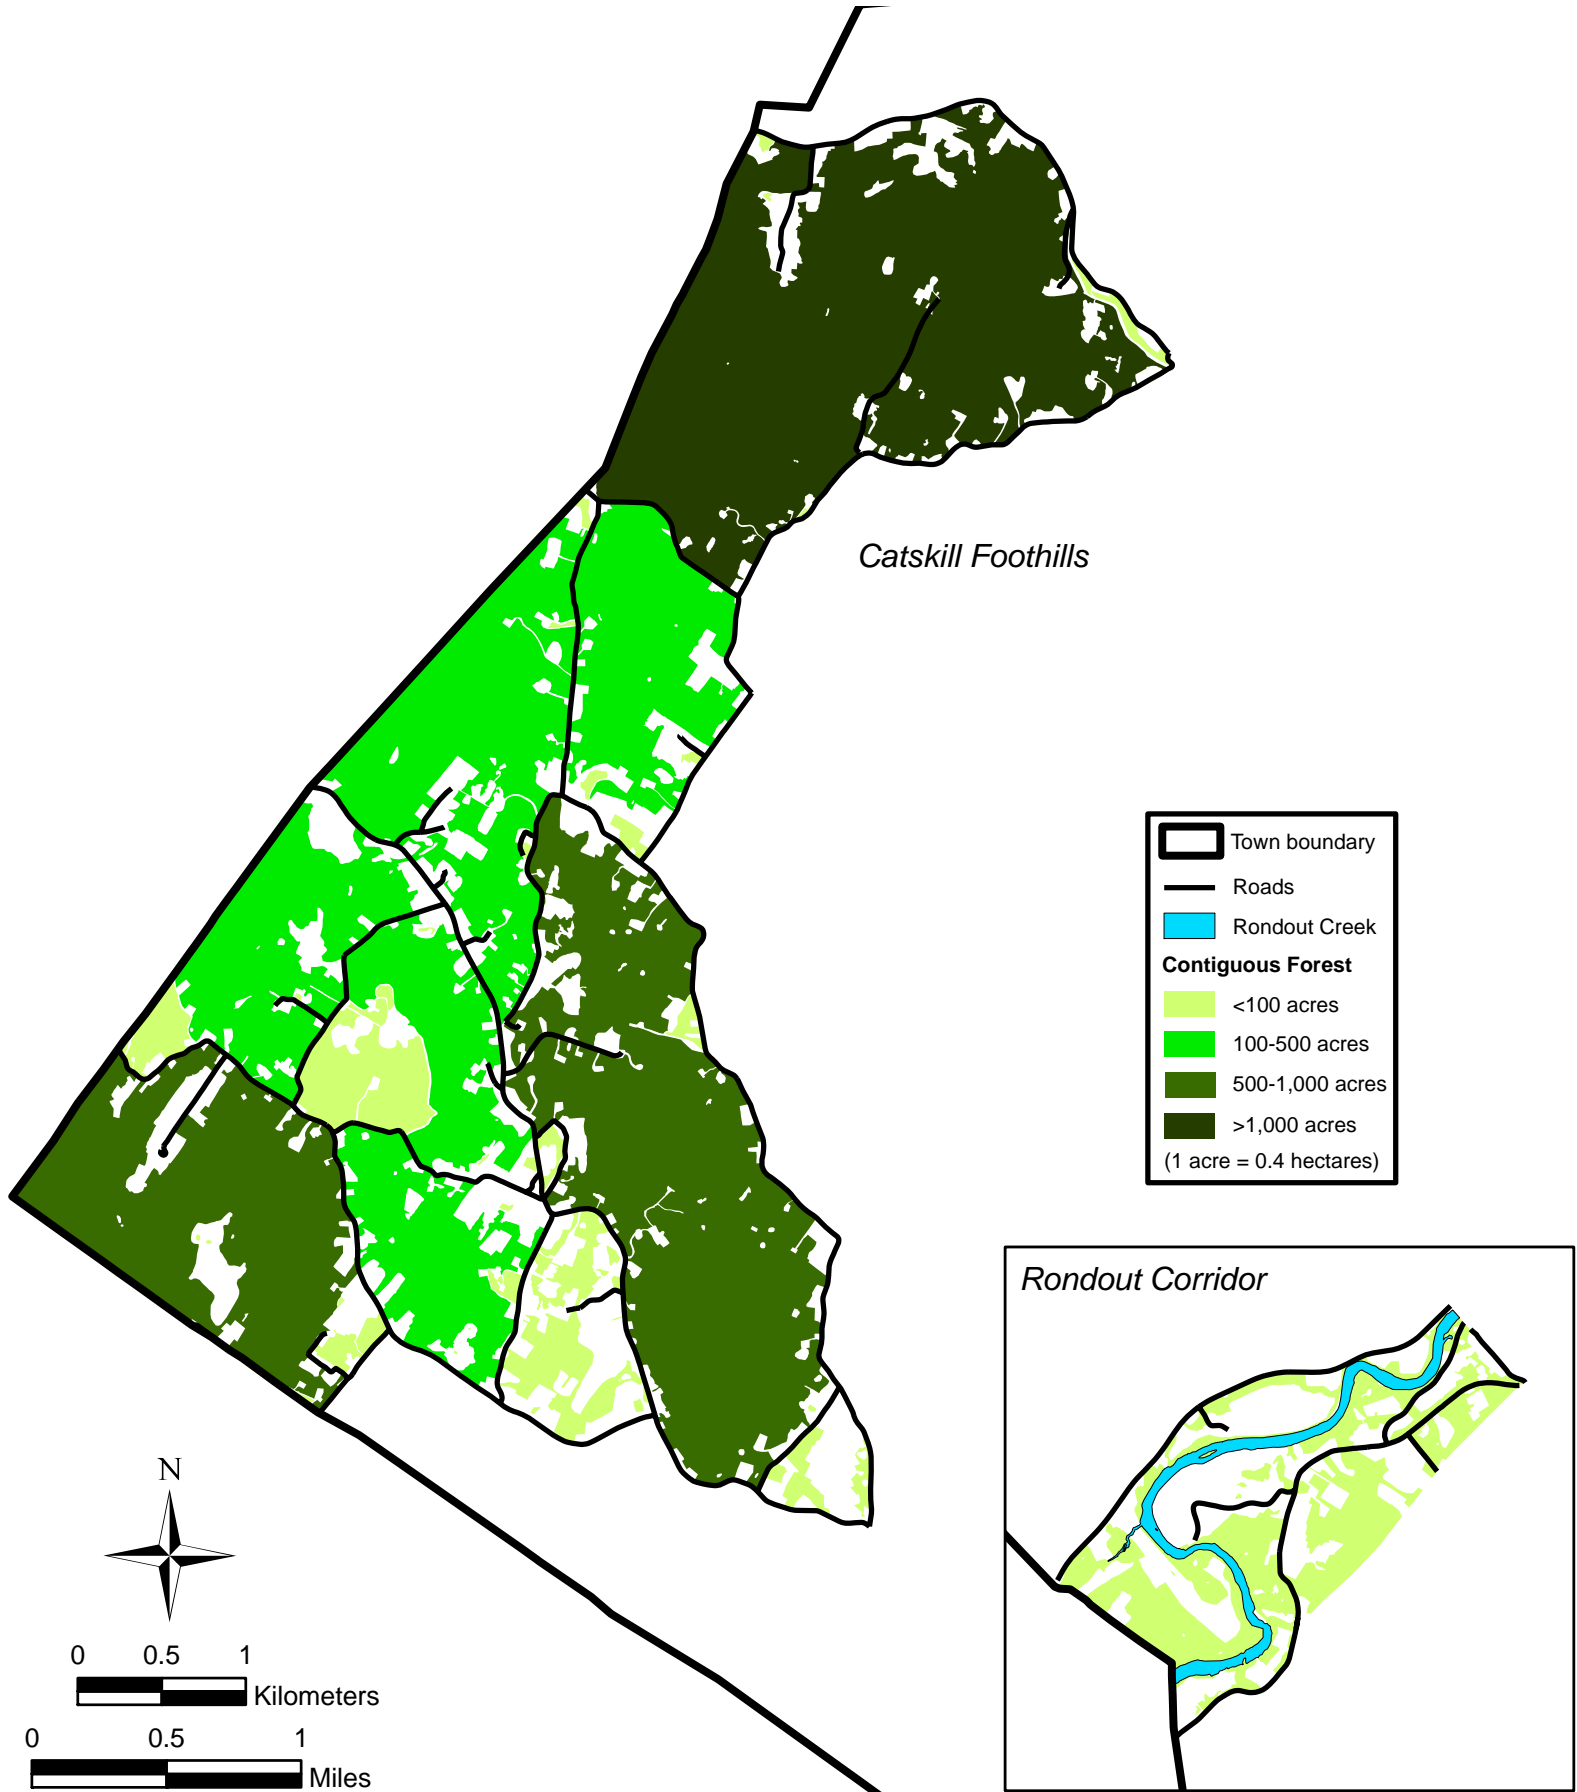 Catskill Foothills
Town boundary
Roads
Rondout Creek
Contiguous Forest
<100 acres
100-500 acres
500-1,000 acres
>1,000 acres
(1 acre = 0.4 hectares)
Rondout Corridor
N
0 0.5 1
Kilometers
0 0.5 1
Miles